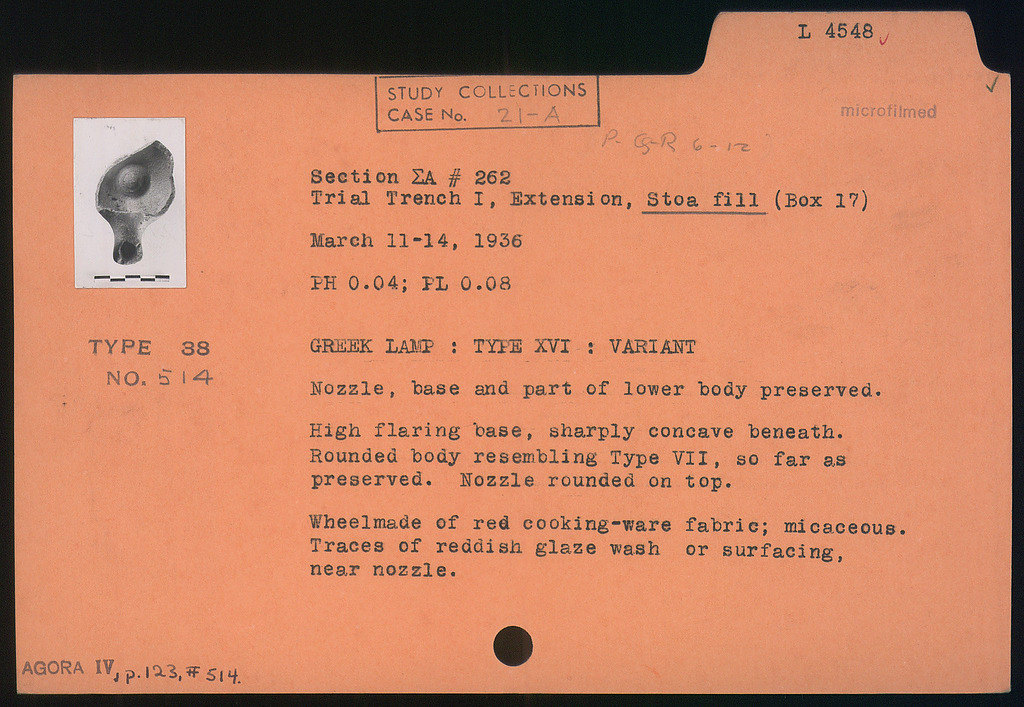 L 4548 ✓
✓
STUDY COLLECTIONS
CASE No. 21-A
microfilmed
6-12
Section ΣA # 262
Trial Trench I, Extension, Stoa fill (Box 17)
March 11-14, 1936
PH 0.04; PL 0.08
TYPE 38
NO. 514
GREEK LAMP : TYPE XVI : VARIANT
Nozzle, base and part of lower body preserved.
High flaring base, sharply concave beneath.
Rounded body resembling Type VII, so far as
preserved. Nozzle rounded on top.
Wheelmade of red cooking-ware fabric; micaceous.
Traces of reddish glaze wash or surfacing,
near nozzle.
AGORA IV, p.123, # 514.